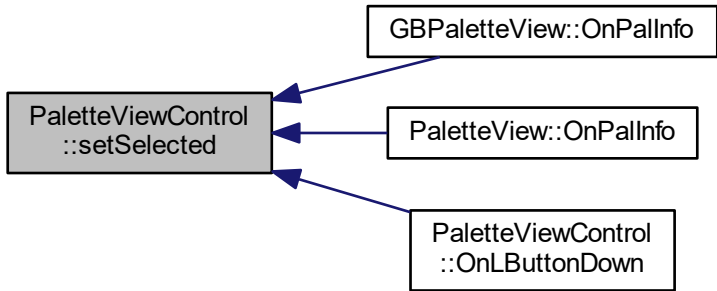 GBPaletteView::OnPalInfo
PaletteViewControl
::setSelected
PaletteView::OnPalInfo
PaletteViewControl
::OnLButtonDown